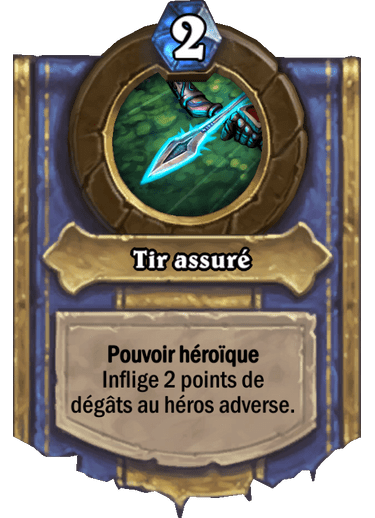 2
Tir assuré
Pouvoir héroïque
Inflige 2 points de
dégâts au héros adverse.